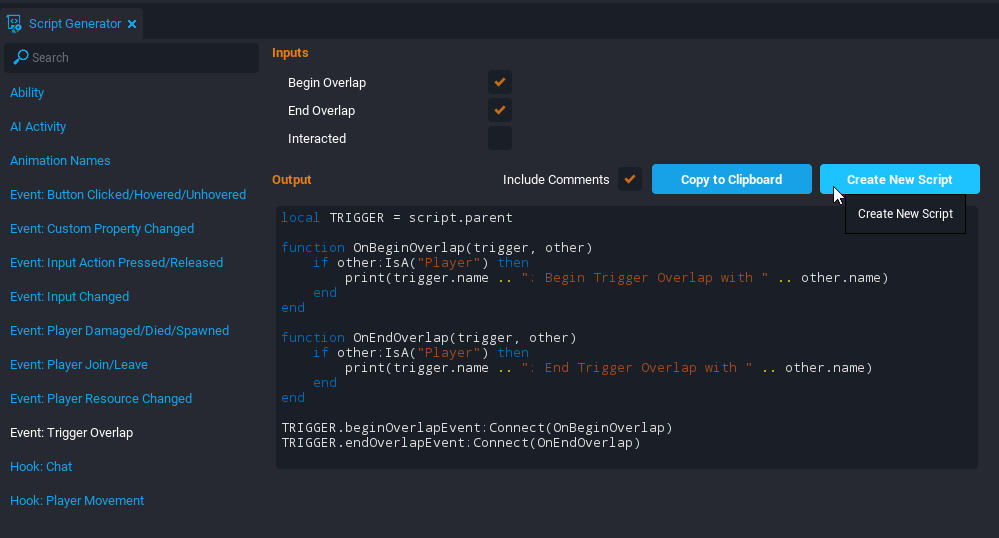 Script Generator
Search
Ability
AI Activity
Animation Names
Event: Button Clicked/Hovered/Unhovered
Event: Custom Property Changed
Event: Input Action Pressed/Released
Event: Input Changed
Event: Player Damaged/Died/Spawned
Event: Player Join/Leave
Event: Player Resource Changed
Event: Trigger Overlap
Hook: Chat
Hook: Player Movement
Inputs
Begin Overlap
End Overlap
Interacted
Output
Include Comments
Copy to Clipboard
Create New Script
Create New Script
local TRIGGER = script.parent
function OnBeginOverlap(trigger, other)
    if other:IsA("Player") then
        print(trigger.name .. ": Begin Trigger Overlap with " .. other.name)
    end
end
function OnEndOverlap(trigger, other)
    if other:IsA("Player") then
        print(trigger.name .. ": End Trigger Overlap with " .. other.name)
    end
end
TRIGGER.beginOverlapEvent:Connect(OnBeginOverlap)
TRIGGER.endOverlapEvent:Connect(OnEndOverlap)